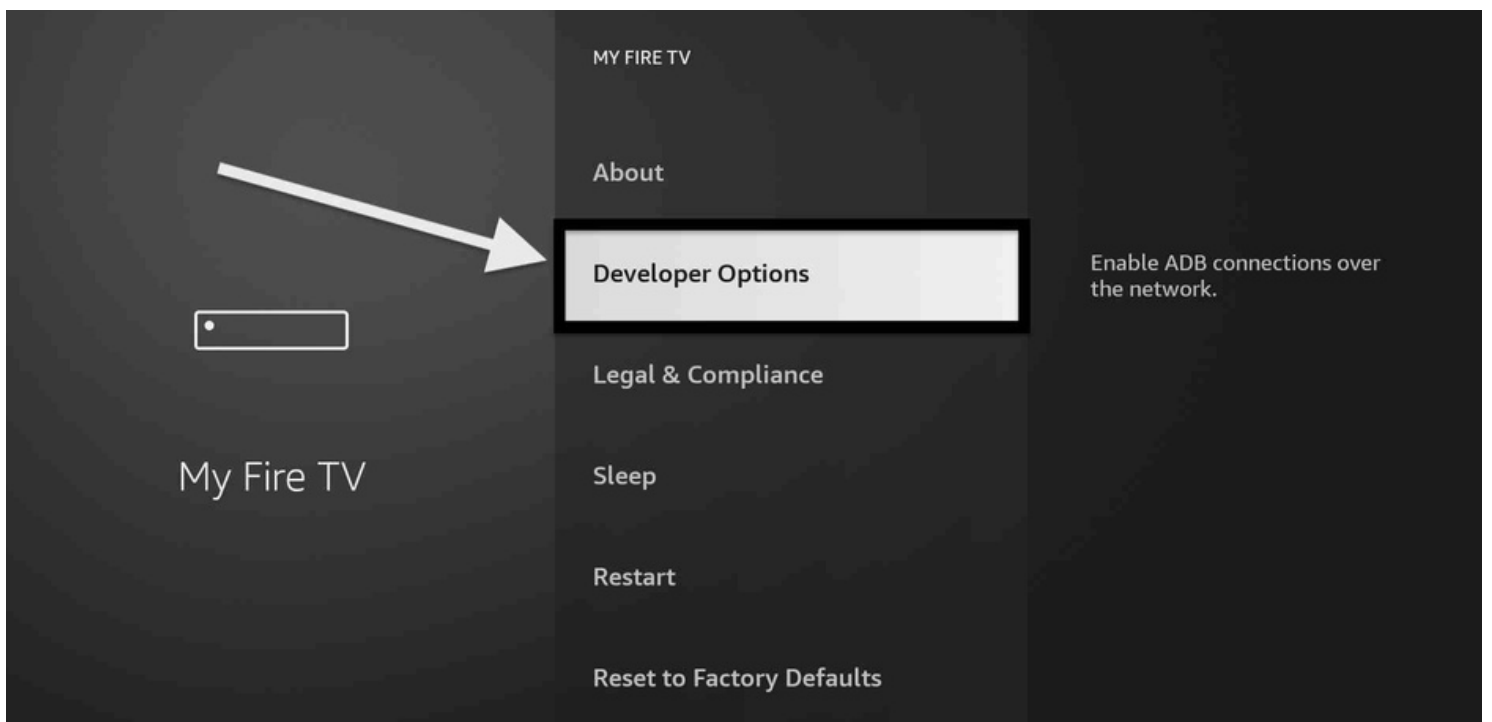 MY FIRE TV
About
Developer Options
Enable ADB connections over
the network.
Legal & Compliance
My Fire TV
Sleep
Restart
Reset to Factory Defaults